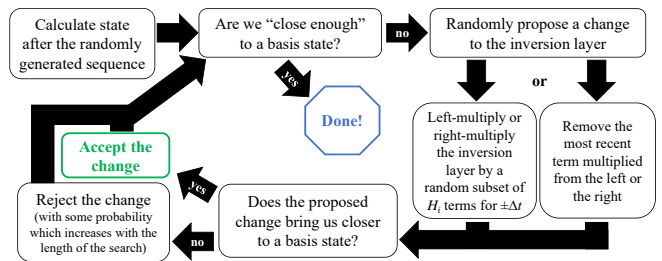 Calculate state
after the randomly
generated sequence
Are we “close enough”
to a basis state?
no
Randomly propose a change
to the inversion layer
yes
Done!
or
Left-multiply or
right-multiply
the inversion
layer by a
random subset of
Hi terms for ±Δt
Remove the
most recent
term multiplied
from the left or
the right
Accept the
change
Reject the change
(with some probability
which increases with the
length of the search)
yes
no
Does the proposed
change bring us closer
to a basis state?